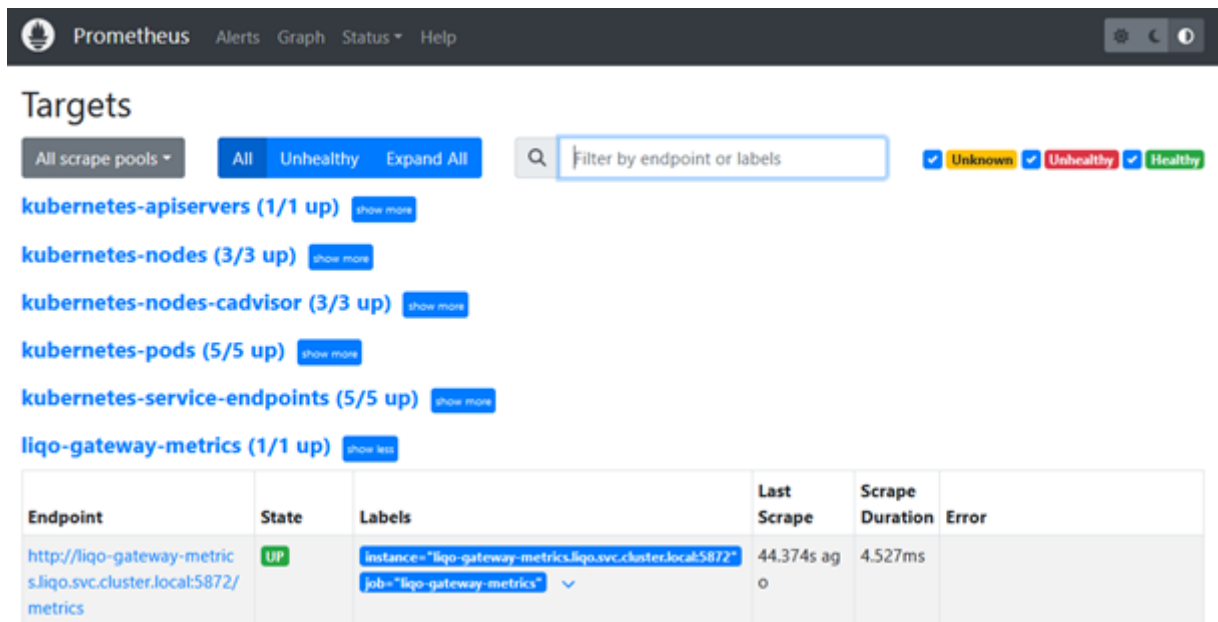 Prometheus Alerts Graph Status Help
Targets
All scrape pools All Unhealthy Expand All Filter by endpoint or labels Unknown Unhealthy Healthy
kubernetes-apiservers (1/1 up) show more
kubernetes-nodes (3/3 up) show more
kubernetes-nodes-cadvisor (3/3 up) show more
kubernetes-pods (5/5 up) show more
kubernetes-service-endpoints (5/5 up) show more
liqo-gateway-metrics (1/1 up) show less
Endpoint State Labels Last Scrape Scrape Duration Error
http://liqo-gateway-metric UP instance="liqo-gateway-metrics.liqo.svc.cluster.local:5872" 44.374s ag 4.527ms
s.liqo.svc.cluster.local:5872/ job="liqo-gateway-metrics" o
metrics